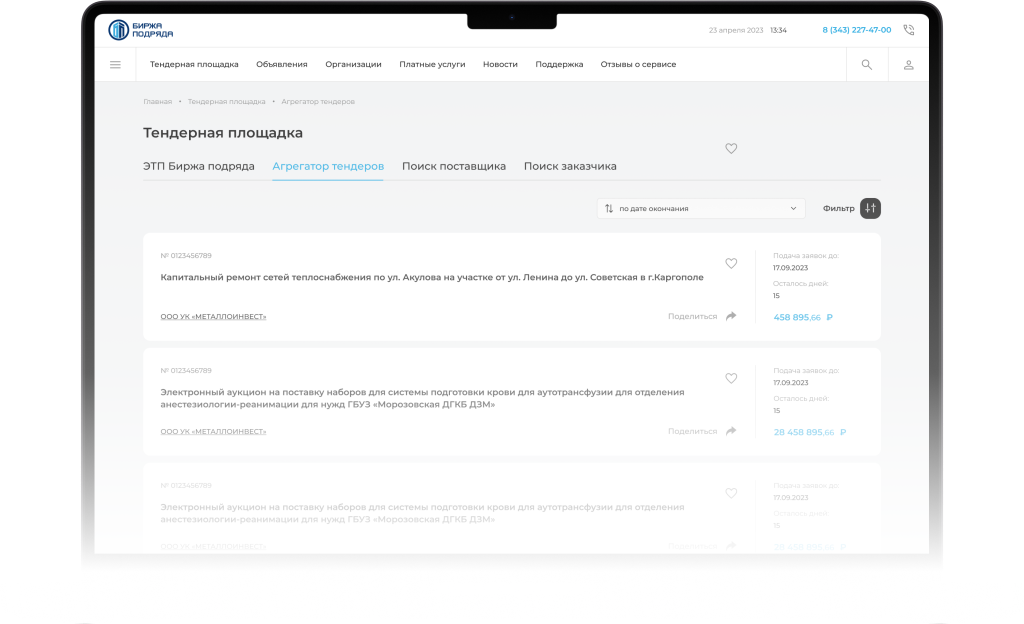 БИРЖА
ПОДРЯДА
23 апреля 2023 13:34 8 (343) 227-47-00
Тендерная площадка Объявления Организации Платные услуги Новости Поддержка Отзывы о сервисе
Главная • Тендерная площадка • Агрегатор тендеров
Тендерная площадка
ЭТП Биржа подряда Агрегатор тендеров Поиск поставщика Поиск заказчика
по дате окончания Фильтр
№ 0123456789
Капитальный ремонт сетей теплоснабжения по ул. Акулова на участке от ул. Ленина до ул. Советская в г.Каргополе
ООО УК «МЕТАЛЛОИНВЕСТ» Поделиться
Подача заявок до:
17.09.2023
Осталось дней:
15
458 895.66 ₽
№ 0123456789
Электронный аукцион на поставку наборов для системы подготовки крови для аутотрансфузии для отделения
анестезиологии-реанимации для нужд ГБУЗ «Морозовская ДГКБ ДЗМ»
ООО УК «МЕТАЛЛОИНВЕСТ» Поделиться
Подача заявок до:
17.09.2023
Осталось дней:
15
28 458 895.66 ₽
№ 0123456789
Электронный аукцион на поставку наборов для системы подготовки крови для аутотрансфузии для отделения
анестезиологии-реанимации для нужд ГБУЗ «Морозовская ДГКБ ДЗМ»
ООО УК «МЕТАЛЛОИНВЕСТ» Поделиться
Подача заявок до:
17.09.2023
Осталось дней:
15
28 458 895.66 ₽